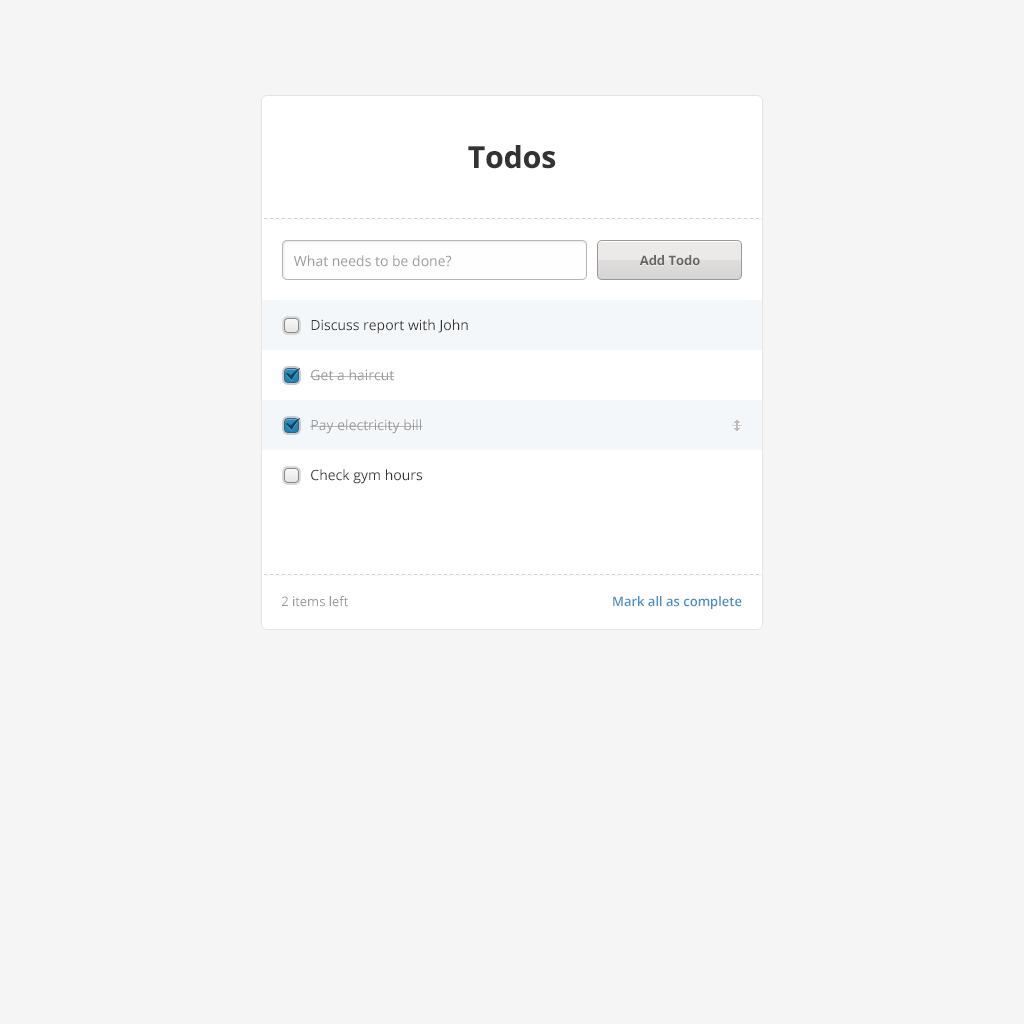 Todos
What needs to be done?
Add Todo
Discuss report with John
Get a haircut
Pay electricity bill
Check gym hours
2 items left
Mark all as complete